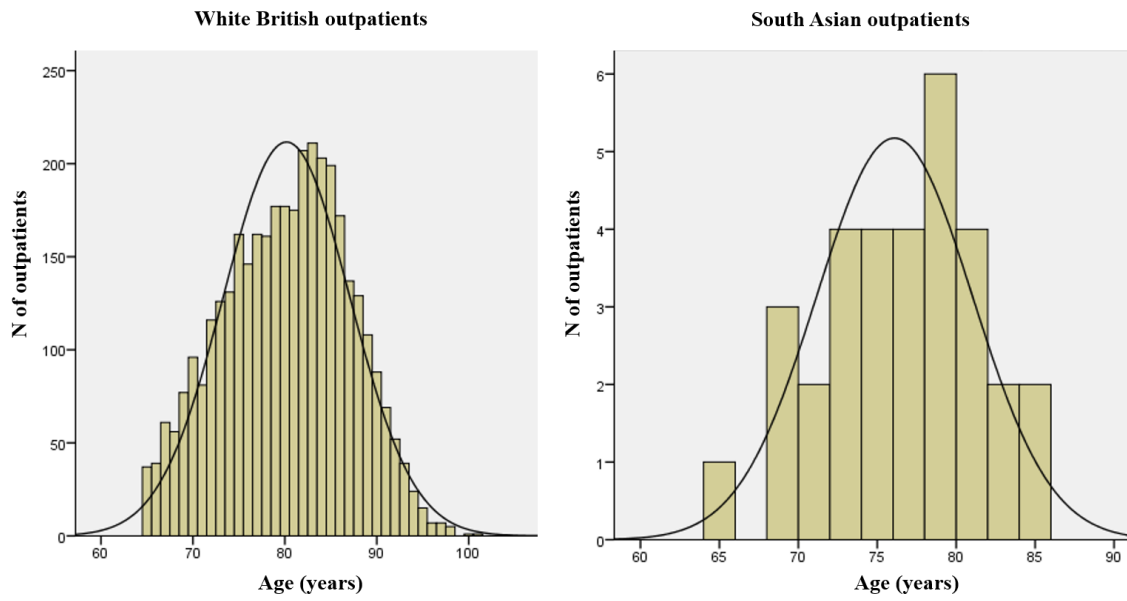 White British outpatients
N of outpatients
250
200
150
100
50
0
60 70 80 90 100
Age (years)
South Asian outpatients
N of outpatients
6
5
4
3
2
1
0
60 65 70 75 80 85 90
Age (years)